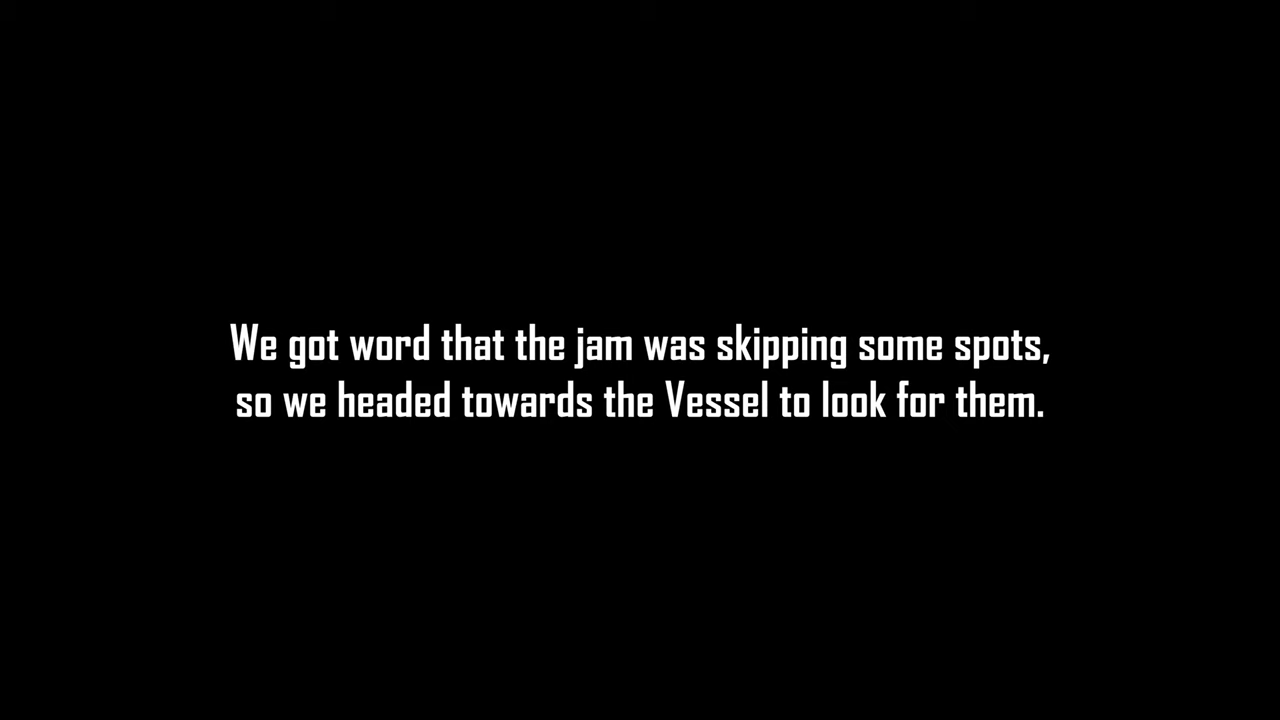 We got word that the jam was skipping some spots,
so we headed towards the Vessel to look for them.